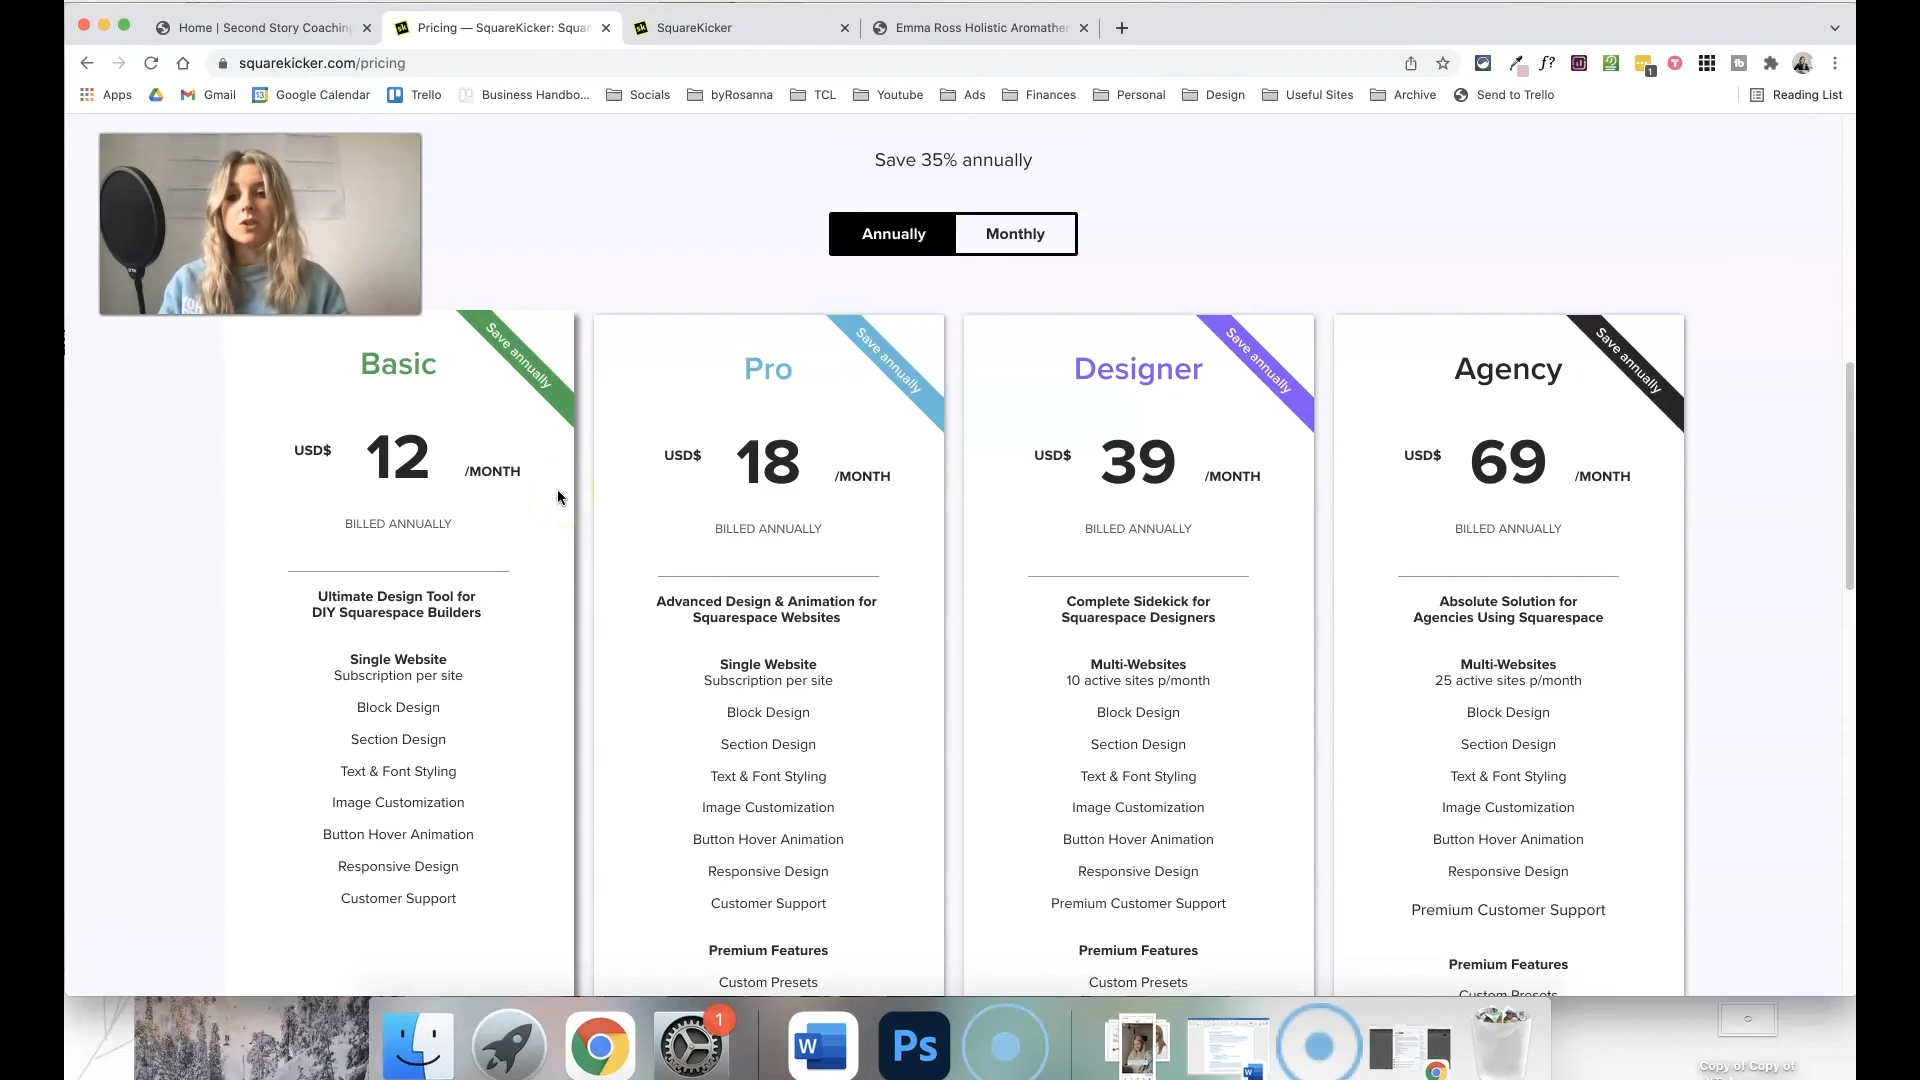 Home | Second Story Coaching
Pricing — SquareKicker: Squar
SquareKicker
Emma Ross Holistic Aromather
squarekicker.com/pricing
f?
1
Apps
Gmail
13
Google Calendar
Trello
Business Handbo...
Socials
byRosanna
TCL
Youtube
Ads
Finances
Personal
Design
Useful Sites
Archive
Send to Trello
Reading List
Save 35% annually
Annually
Monthly
Save annually
Basic
USD$ 12 /MONTH
BILLED ANNUALLY
Ultimate Design Tool for
DIY Squarespace Builders
Single Website
Subscription per site
Block Design
Section Design
Text & Font Styling
Image Customization
Button Hover Animation
Responsive Design
Customer Support
Save annually
Pro
USD$ 18 /MONTH
BILLED ANNUALLY
Advanced Design & Animation for
Squarespace Websites
Single Website
Subscription per site
Block Design
Section Design
Text & Font Styling
Image Customization
Button Hover Animation
Responsive Design
Customer Support
Premium Features
Custom Presets
Save annually
Designer
USD$ 39 /MONTH
BILLED ANNUALLY
Complete Sidekick for
Squarespace Designers
Multi-Websites
10 active sites p/month
Block Design
Section Design
Text & Font Styling
Image Customization
Button Hover Animation
Responsive Design
Premium Customer Support
Premium Features
Custom Presets
Save annually
Agency
USD$ 69 /MONTH
BILLED ANNUALLY
Absolute Solution for
Agencies Using Squarespace
Multi-Websites
25 active sites p/month
Block Design
Section Design
Text & Font Styling
Image Customization
Button Hover Animation
Responsive Design
Premium Customer Support
Premium Features
Custom Presets
1
W
Ps
Copy of Copy of